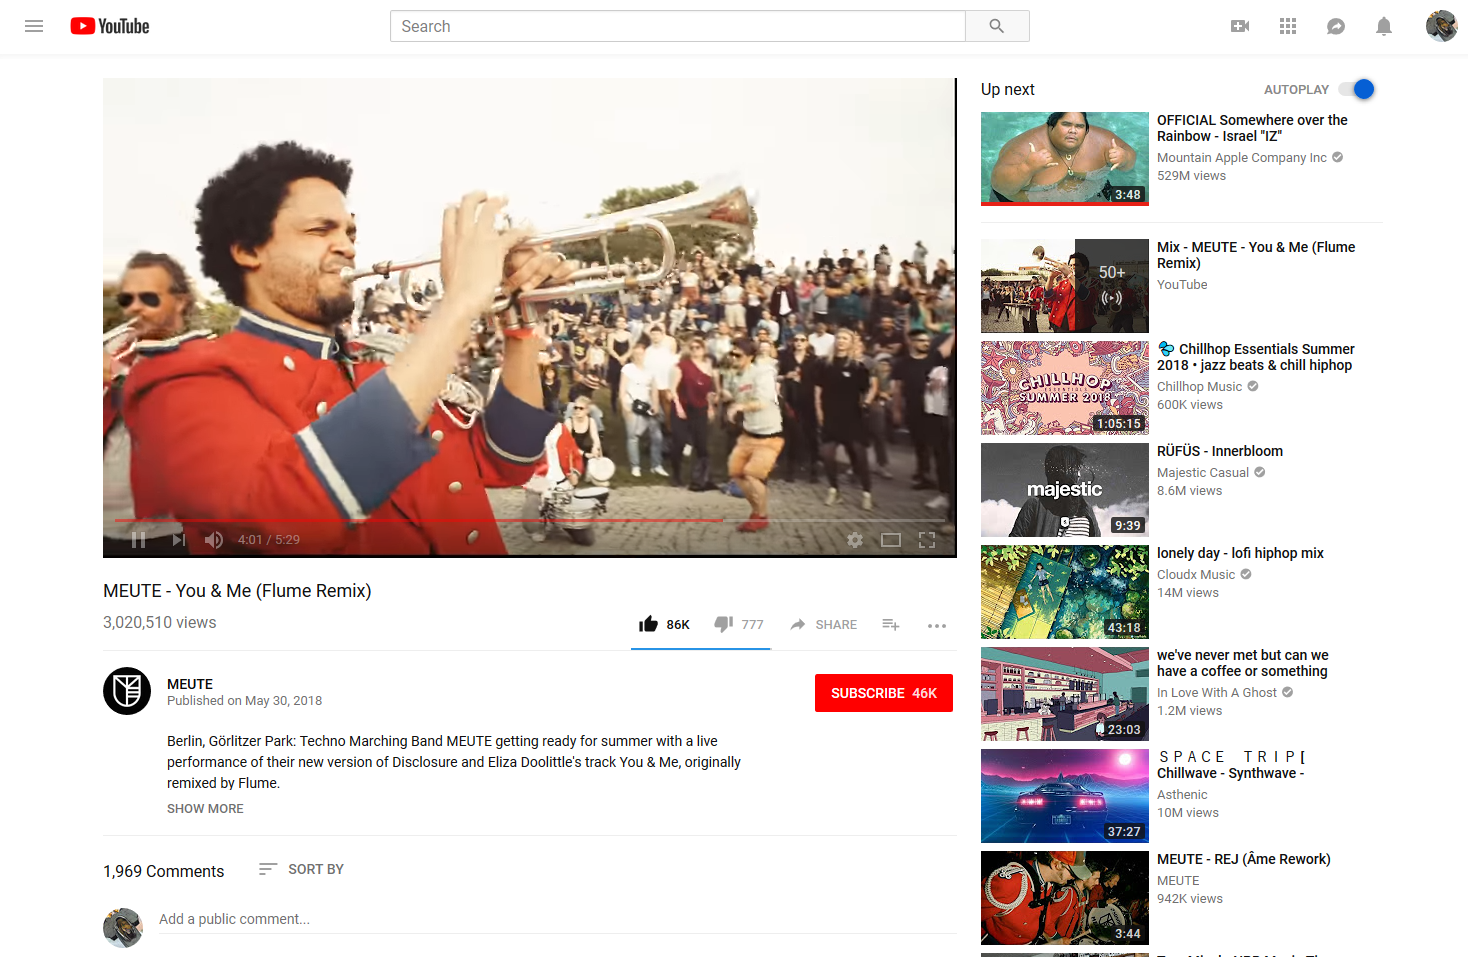 YouTube
Search
4:01 / 5:29
MEUTE - You & Me (Flume Remix)
3,020,510 views
86K
777
SHARE
MEUTE
Published on May 30, 2018
SUBSCRIBE 46K
Berlin, Görlitzer Park: Techno Marching Band MEUTE getting ready for summer with a live
performance of their new version of Disclosure and Eliza Doolittle's track You & Me, originally
remixed by Flume.
SHOW MORE
1,969 Comments
SORT BY
Add a public comment...
Up next
AUTOPLAY
3:48
OFFICIAL Somewhere over the
Rainbow - Israel "IZ"
Mountain Apple Company Inc
529M views
50+
Mix - MEUTE - You & Me (Flume
Remix)
YouTube
CHILLHOP
ESSENTIALS
SUMMER 2018
1:05:15
Chillhop Essentials Summer
2018 • jazz beats & chill hiphop
Chillhop Music
600K views
majestic
9:39
RÜFÜS - Innerbloom
Majestic Casual
8.6M views
43:18
lonely day - lofi hiphop mix
Cloudx Music
14M views
23:03
we've never met but can we
have a coffee or something
In Love With A Ghost
1.2M views
37:27
ＳＰＡＣＥ ＴＲＩＰ [
Chillwave - Synthwave -
Asthenic
10M views
3:44
MEUTE - REJ (Âme Rework)
MEUTE
942K views